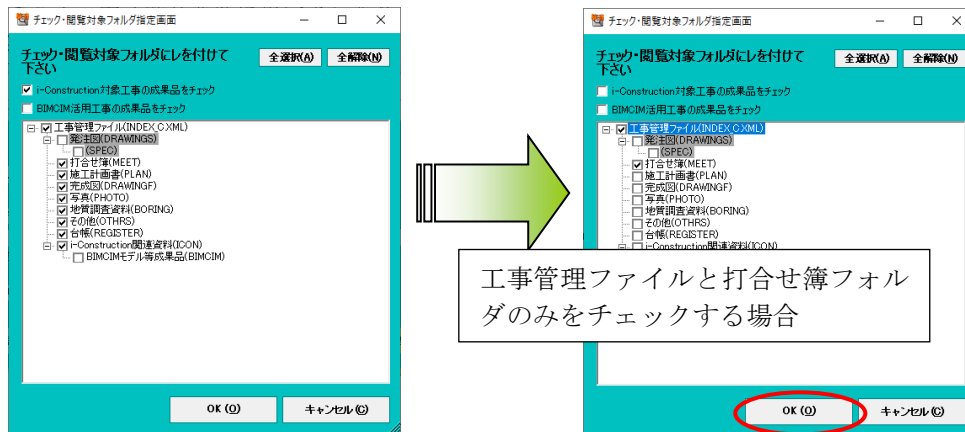 チェック・閲覧対象フォルダ指定画面
チェック・閲覧対象フォルダにレを付けて
下さい
全選択(A)
全解除(N)
i-Construction対象工事の成果品をチェック
BIMCIM活用工事の成果品をチェック
工事管理ファイル(INDEX_C.XML)
発注図(DRAWINGS)
(SPEC)
打合せ簿(MEET)
施工計画書(PLAN)
完成図(DRAWINGF)
写真(PHOTO)
地質調査資料(BORING)
その他(OTHRS)
台帳(REGISTER)
i-Construction関連資料(ICON)
BIMCIMモデル等成果品(BIMCIM)
OK (O)
キャンセル(C)
チェック・閲覧対象フォルダ指定画面
チェック・閲覧対象フォルダにレを付けて
下さい
全選択(A)
全解除(N)
i-Construction対象工事の成果品をチェック
BIMCIM活用工事の成果品をチェック
工事管理ファイル(INDEX_C.XML)
発注図(DRAWINGS)
(SPEC)
打合せ簿(MEET)
施工計画書(PLAN)
完成図(DRAWINGF)
写真(PHOTO)
地質調査資料(BORING)
その他(OTHRS)
台帳(REGISTER)
i-Construction関連資料(ICON)
工事管理ファイルと打合せ簿フォル
ダのみをチェックする場合
OK (O)
キャンセル(C)